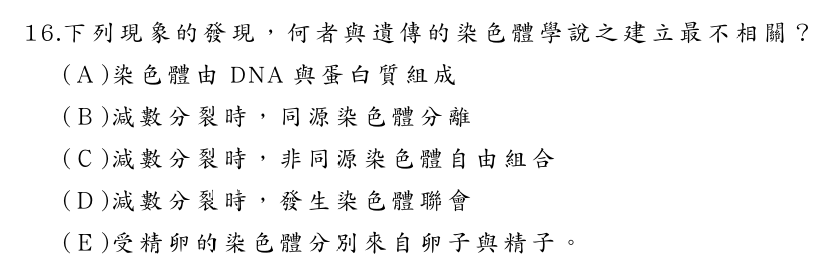 16.下列現象的發現，何者與遺傳的染色體學說之建立最不相關？
(A)染色體由 DNA 與蛋白質組成
(B)減數分裂時，同源染色體分離
(C)減數分裂時，非同源染色體自由組合
(D)減數分裂時，發生染色體聯會
(E)受精卵的染色體分別來自卵子與精子。